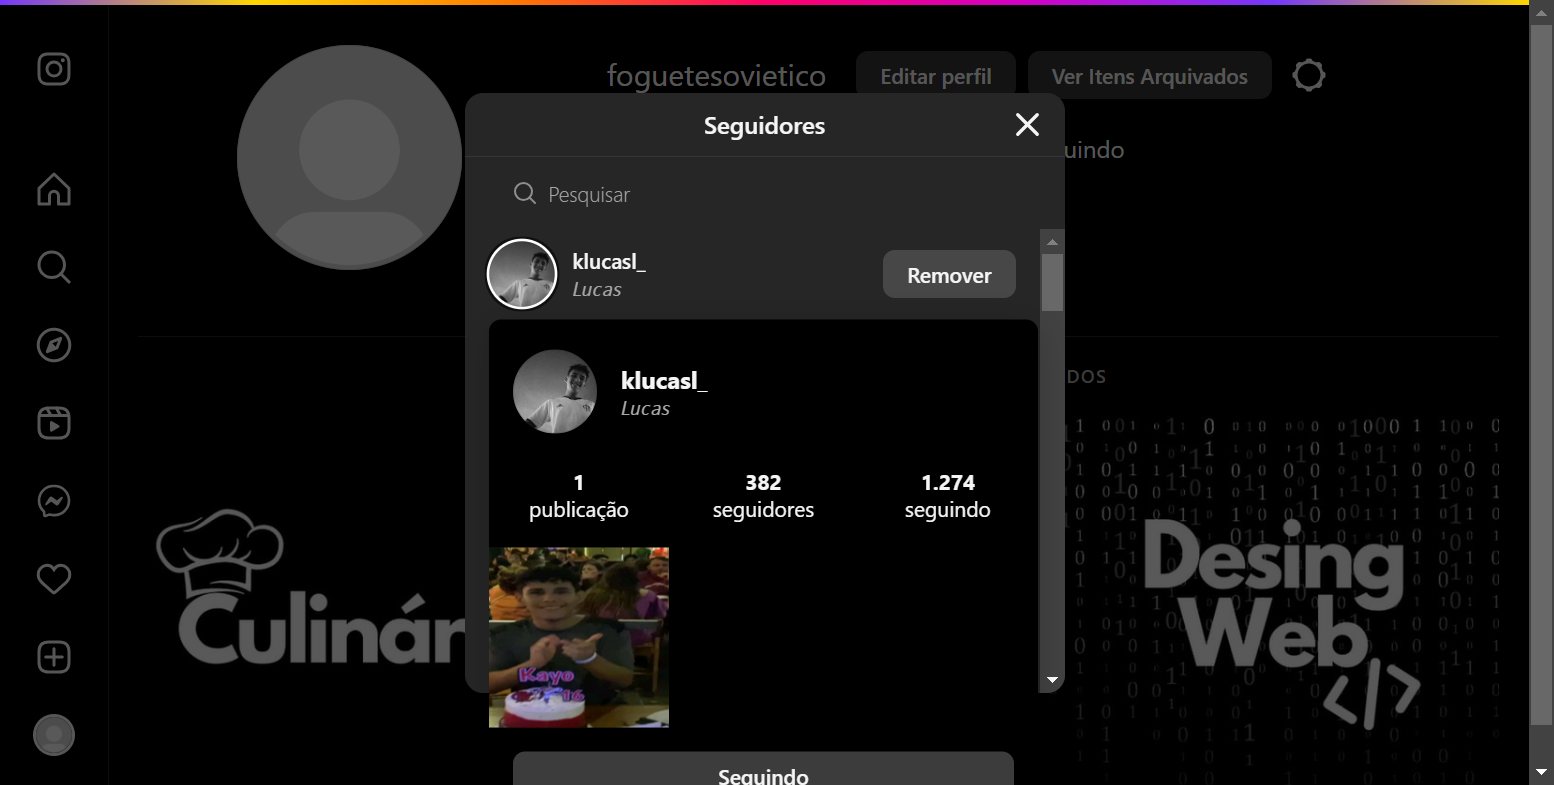 foguetesovietico
Editar perfil
Ver Itens Arquivados
uindo
Seguidores
Pesquisar
klucasl_
Lucas
Remover
klucasl_
Lucas
1
publicação
382
seguidores
1.274
seguindo
Kayo
16
Seguindo
DOS
Culinár
Desing
Web
</>